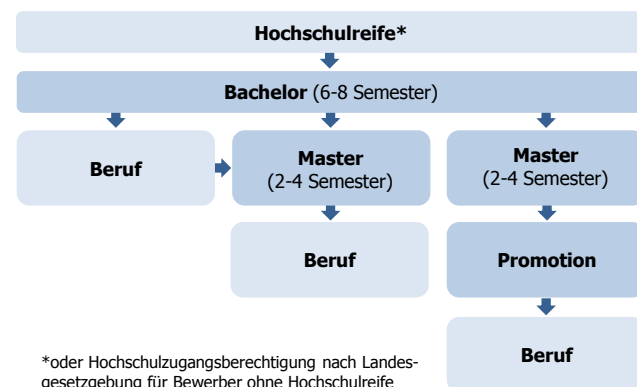 Hochschulreife*
Bachelor (6-8 Semester)
Beruf
Master
(2-4 Semester)
Master
(2-4 Semester)
Beruf
Promotion
Beruf
*oder Hochschulzugangsberechtigung nach Landes-
gesetzgebung für Bewerber ohne Hochschulreife